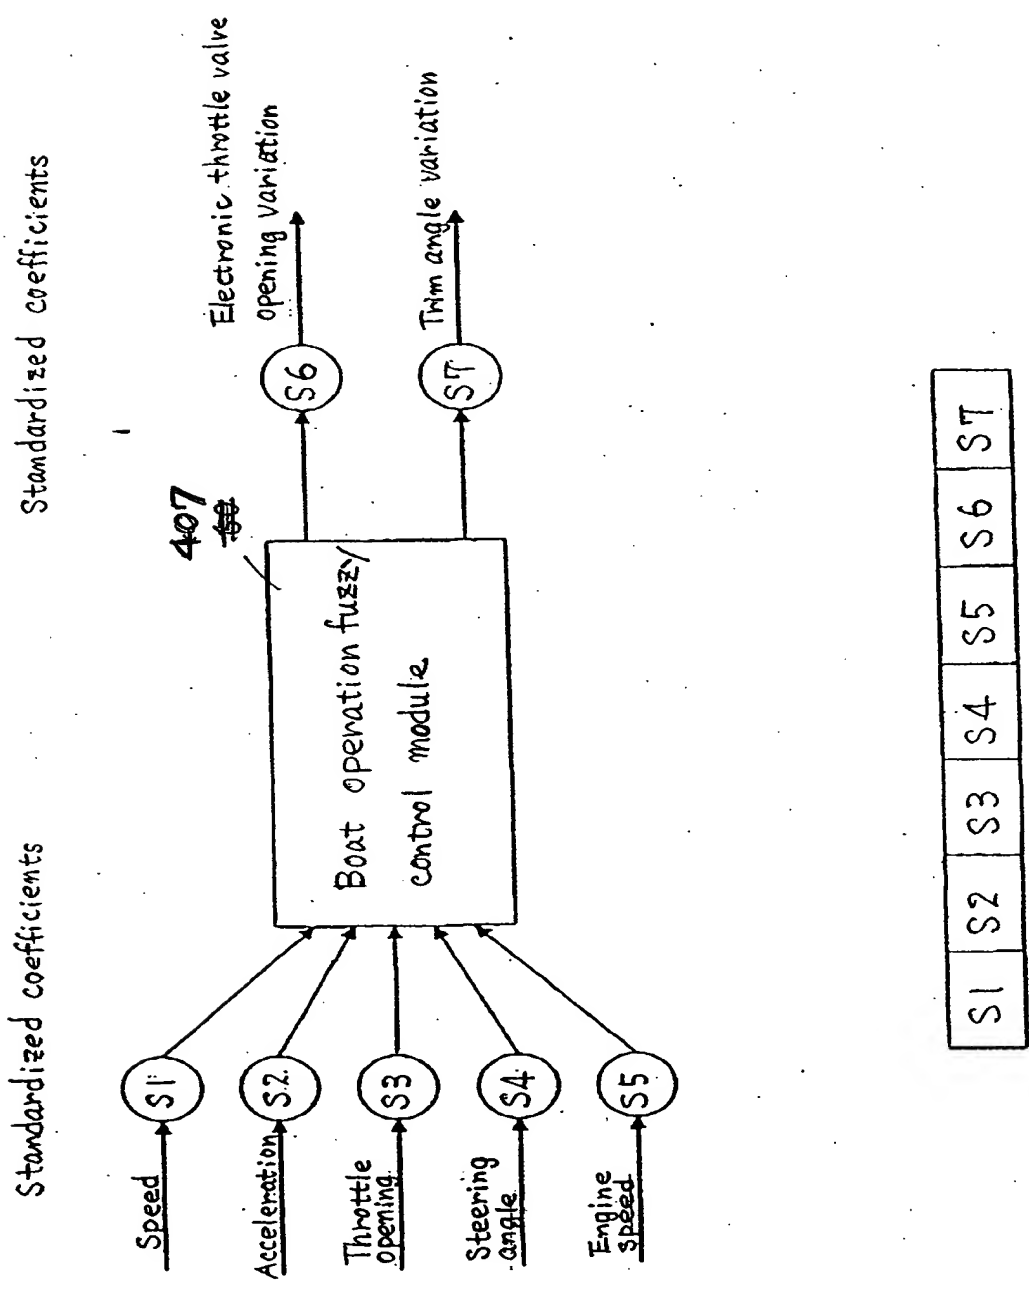 Standardized coefficients
Standardized coefficients
Speed
S1
Acceleration
S2
Throttle
opening
S3
Steering
angle
S4
Engine
speed
S5
407
Boat operation fuzzy
control module
S6
Electronic throttle valve
opening variation
S7
Trim angle variation
S1 S2 S3 S4 S5 S6 S7